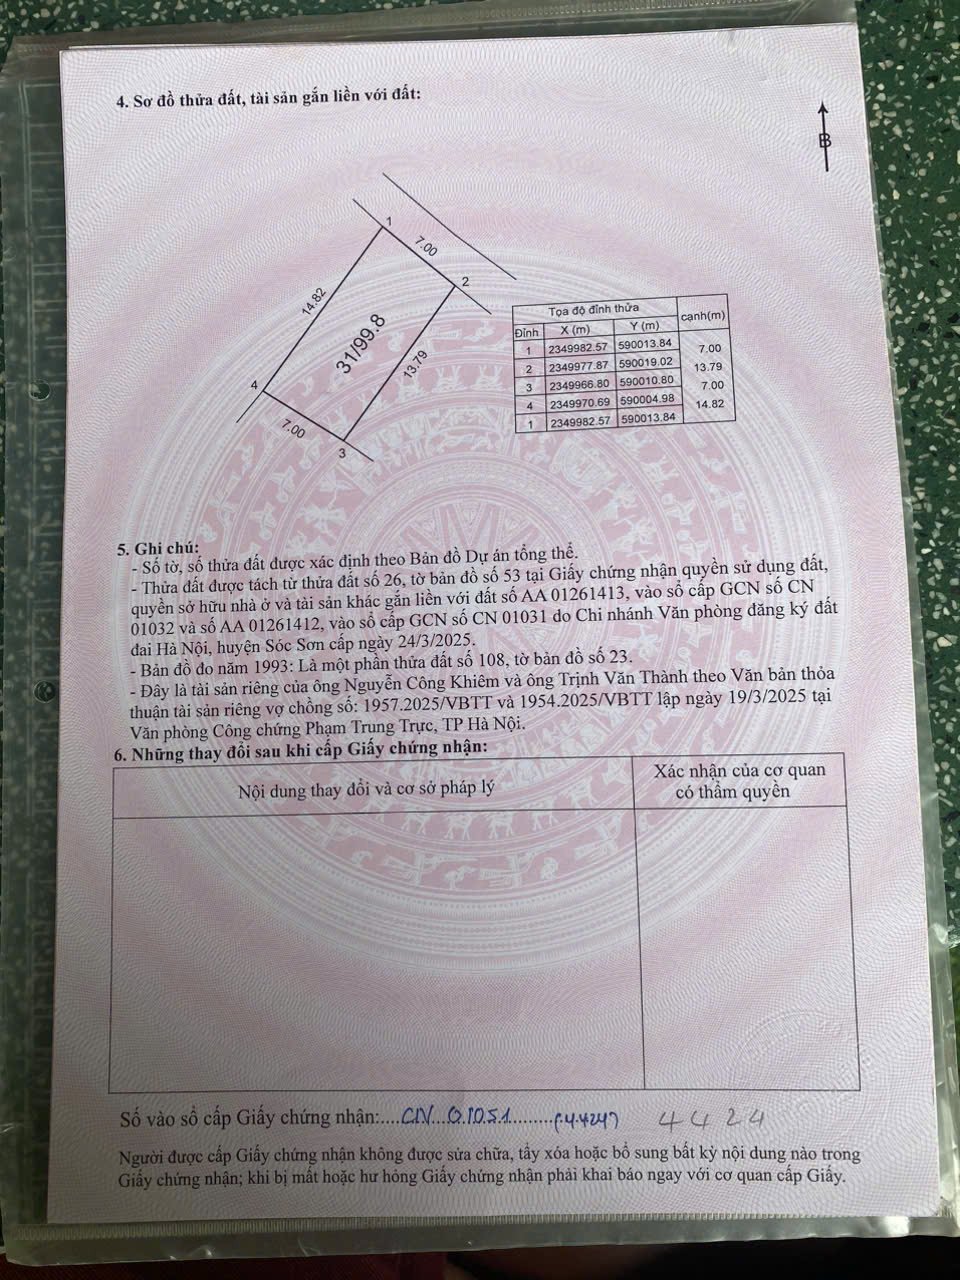 4. Sơ đồ thửa đất, tài sản gắn liền với đất:
B
1
7.00
2
14.82
31/99.8
13.79
4
7.00
3
Tọa độ đỉnh thửa cạnh(m)
Đỉnh X (m) Y (m)
1 2349982.57 590013.84
7.00
2 2349977.87 590019.02
13.79
3 2349966.80 590010.80
7.00
4 2349970.69 590004.98
14.82
1 2349982.57 590013.84
5. Ghi chú:
- Số tờ, số thửa đất được xác định theo Bản đồ Dự án tổng thể.
- Thửa đất được tách từ thửa đất số 26, tờ bản đồ số 53 tại Giấy chứng nhận quyền sử dụng đất,
quyền sở hữu nhà ở và tài sản khác gắn liền với đất số AA 01261413, vào sổ cấp GCN số CN
01032 và số AA 01261412, vào sổ cấp GCN số CN 01031 do Chi nhánh Văn phòng đăng ký đất
đai Hà Nội, huyện Sóc Sơn cấp ngày 24/3/2025.
- Bản đồ đo năm 1993: Là một phần thửa đất số 108, tờ bản đồ số 23.
- Đây là tài sản riêng của ông Nguyễn Công Khiêm và ông Trịnh Văn Thành theo Văn bản thỏa
thuận tài sản riêng vợ chồng số: 1957.2025/VBTT và 1954.2025/VBTT lập ngày 19/3/2025 tại
Văn phòng Công chứng Phạm Trung Trực, TP Hà Nội.
6. Những thay đổi sau khi cấp Giấy chứng nhận:
Nội dung thay đổi và cơ sở pháp lý
Xác nhận của cơ quan
có thẩm quyền
Số vào sổ cấp Giấy chứng nhận:....CN...01051......... 4424
Người được cấp Giấy chứng nhận không được sửa chữa, tẩy xóa hoặc bổ sung bất kỳ nội dung nào trong
Giấy chứng nhận; khi bị mất hoặc hư hỏng Giấy chứng nhận phải khai báo ngay với cơ quan cấp Giấy.